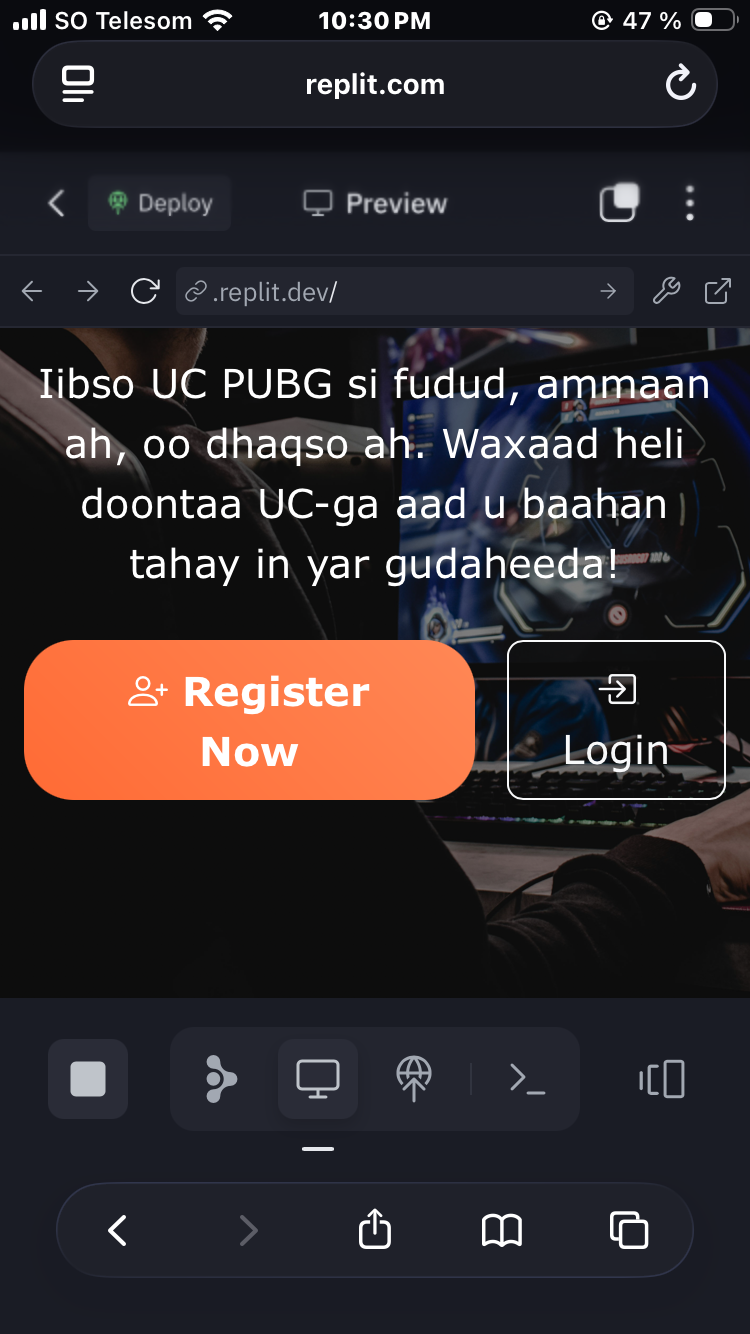 SO Telesom 10:30 PM 47 %
replit.com
Deploy Preview
.replit.dev/
Iibso UC PUBG si fudud, ammaan
ah, oo dhaqso ah. Waxaad heli
doontaa UC-ga aad u baahan
tahay in yar gudaheeda!
Register
Now
Login